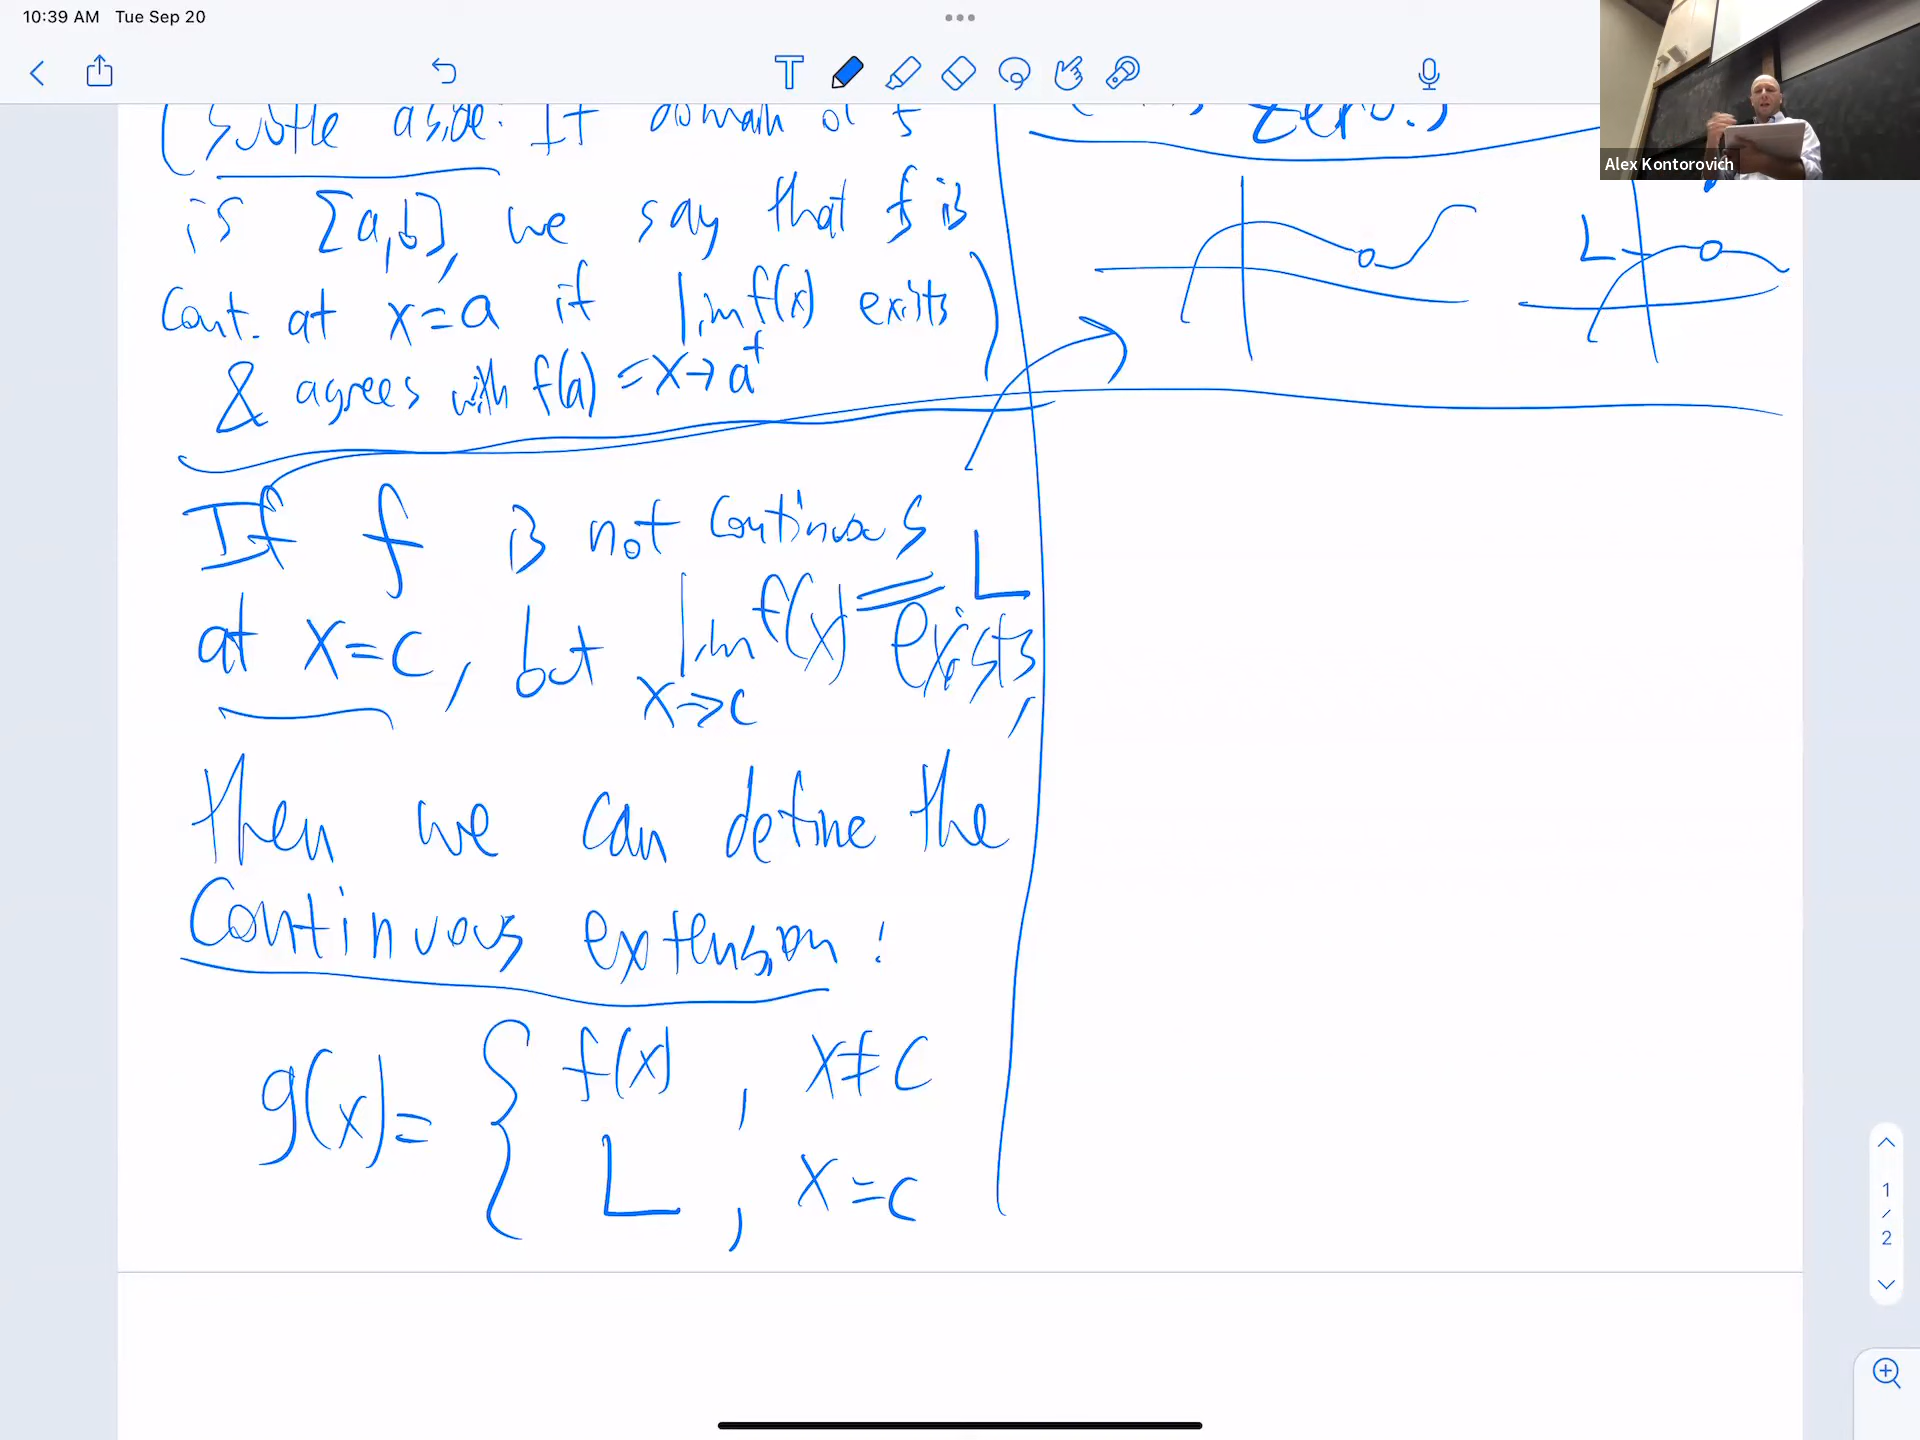 10:39 AM Tue Sep 20
Alex Kontorovich
(subtle aside: If domain of f
is [a,b], we say that f is
cont. at x=a if lim f(x) exists
& agrees with f(a) = x→a⁺ )
If f is not continuous
at x=c, but lim f(x) = L exists,
x→c
then we can define the
Continuous extension:
g(x)= { f(x) , x≠c
L , x=c
zero.)
L
1
/
2